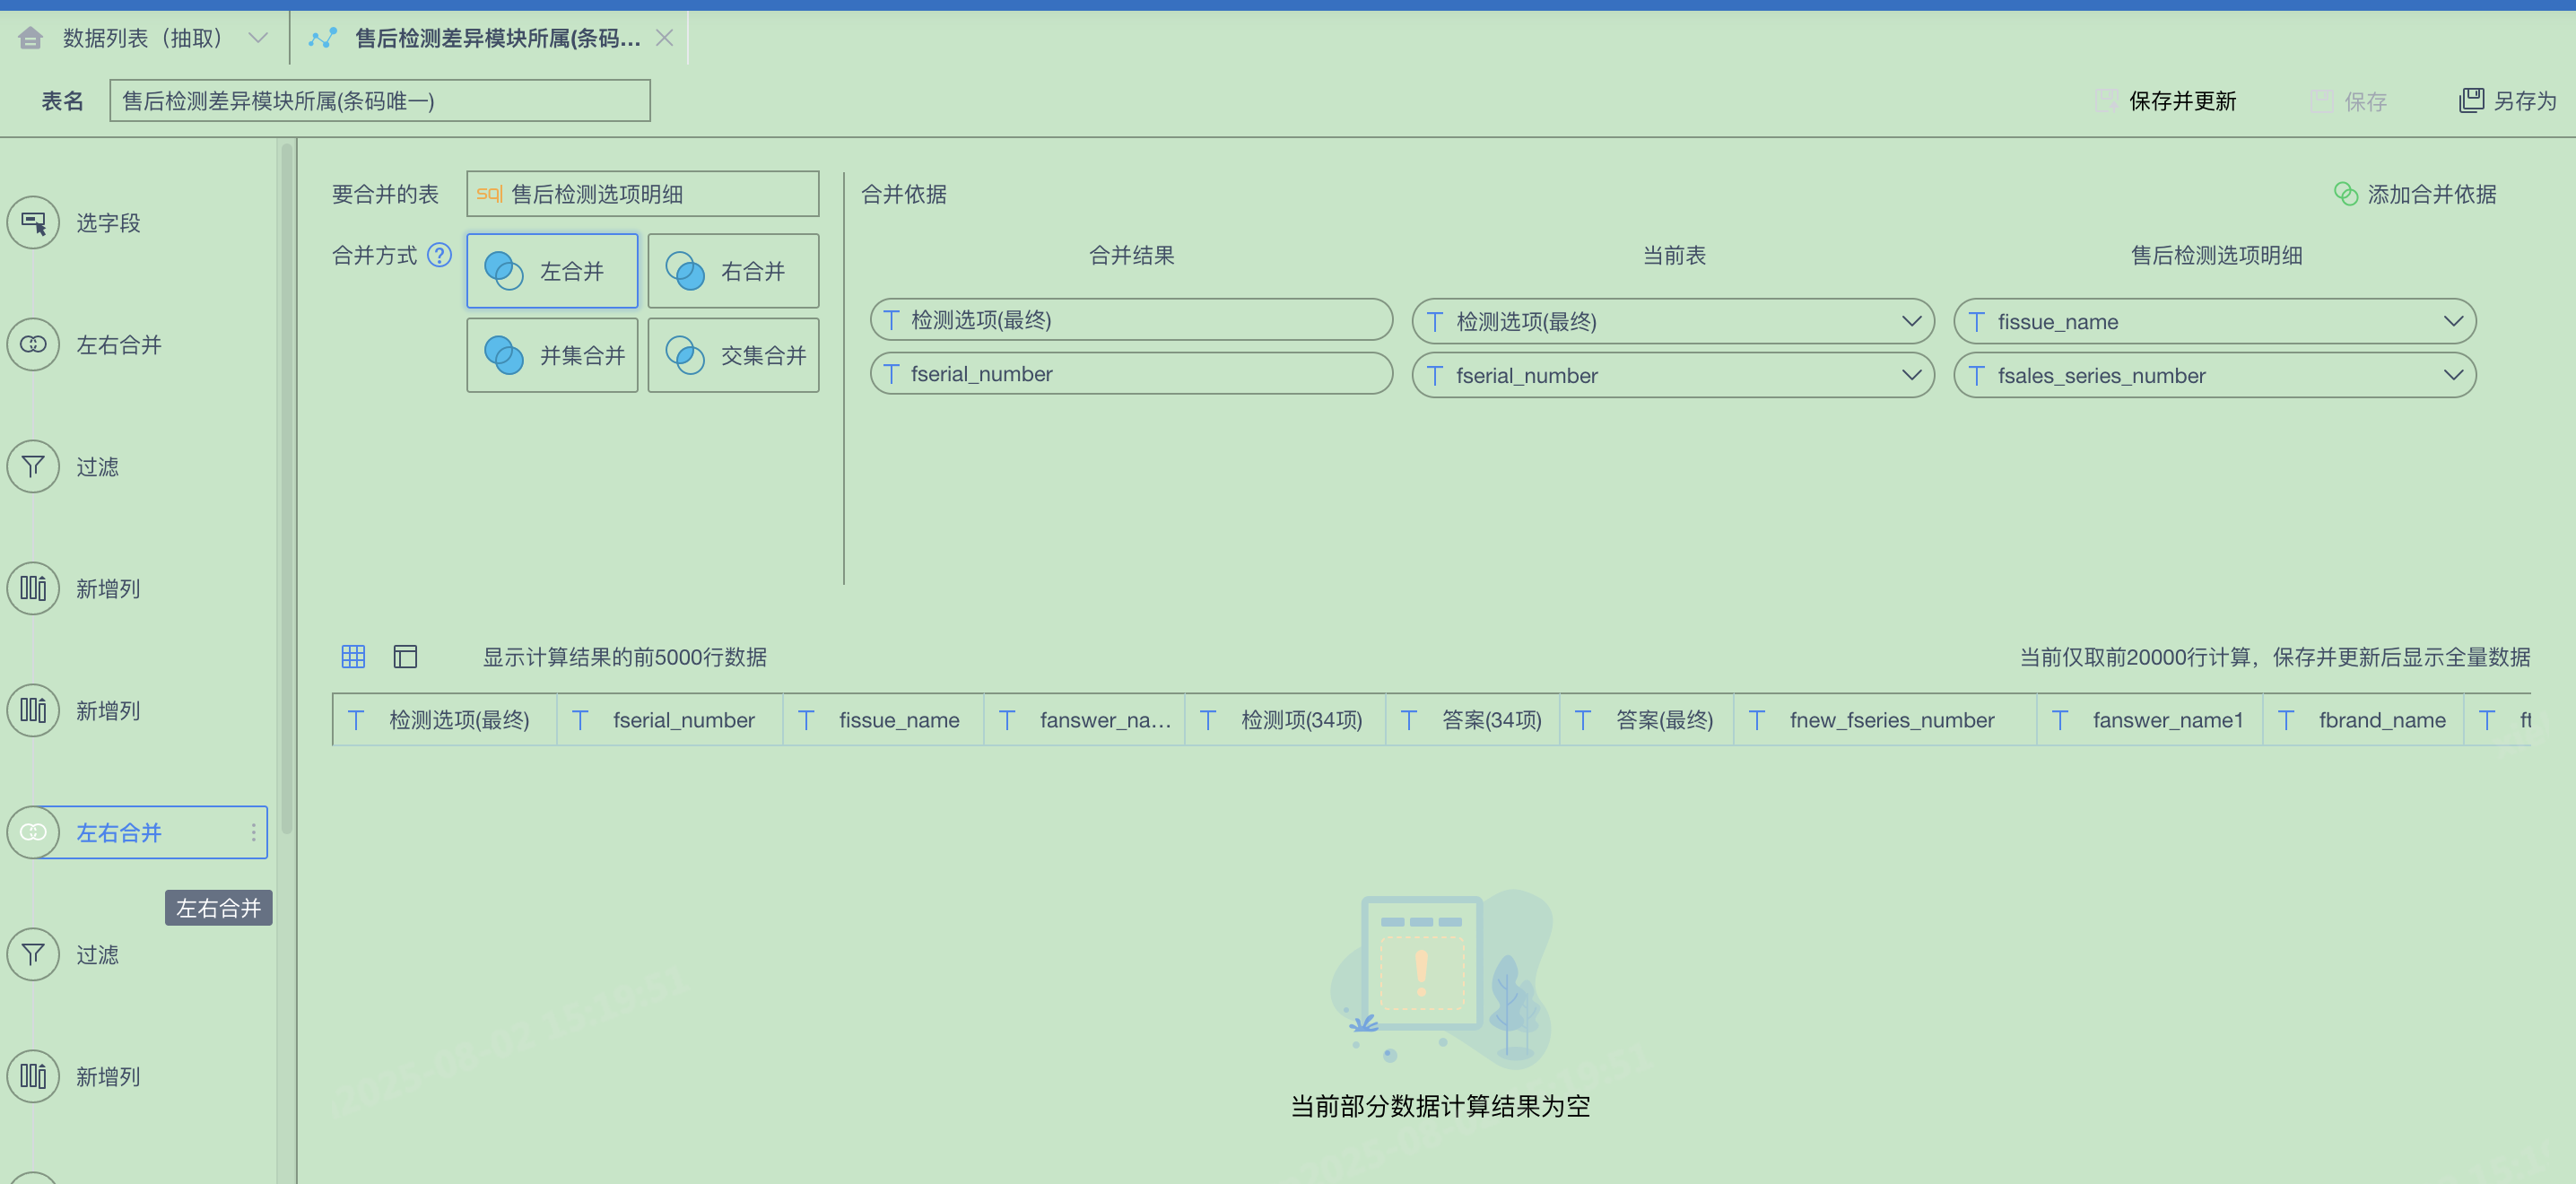 数据列表（抽取）
售后检测差异模块所属(条码...
表名
售后检测差异模块所属(条码唯一)
保存并更新
保存
另存为
选字段
左右合并
过滤
新增列
新增列
左右合并
左右合并
过滤
新增列
要合并的表
sql 售后检测选项明细
合并方式 ?
左合并
右合并
并集合并
交集合并
合并依据
添加合并依据
合并结果
当前表
售后检测选项明细
T 检测选项(最终)
T 检测选项(最终)
T fissue_name
T fserial_number
T fserial_number
T fsales_series_number
显示计算结果的前5000行数据
当前仅取前20000行计算，保存并更新后显示全量数据
T 检测选项(最终) T fserial_number T fissue_name T fanswer_na... T 检测项(34项) T 答案(34项) T 答案(最终) T fnew_fseries_number T fanswer_name1 T fbrand_name T ft
当前部分数据计算结果为空
2025-08-02 15:19:51